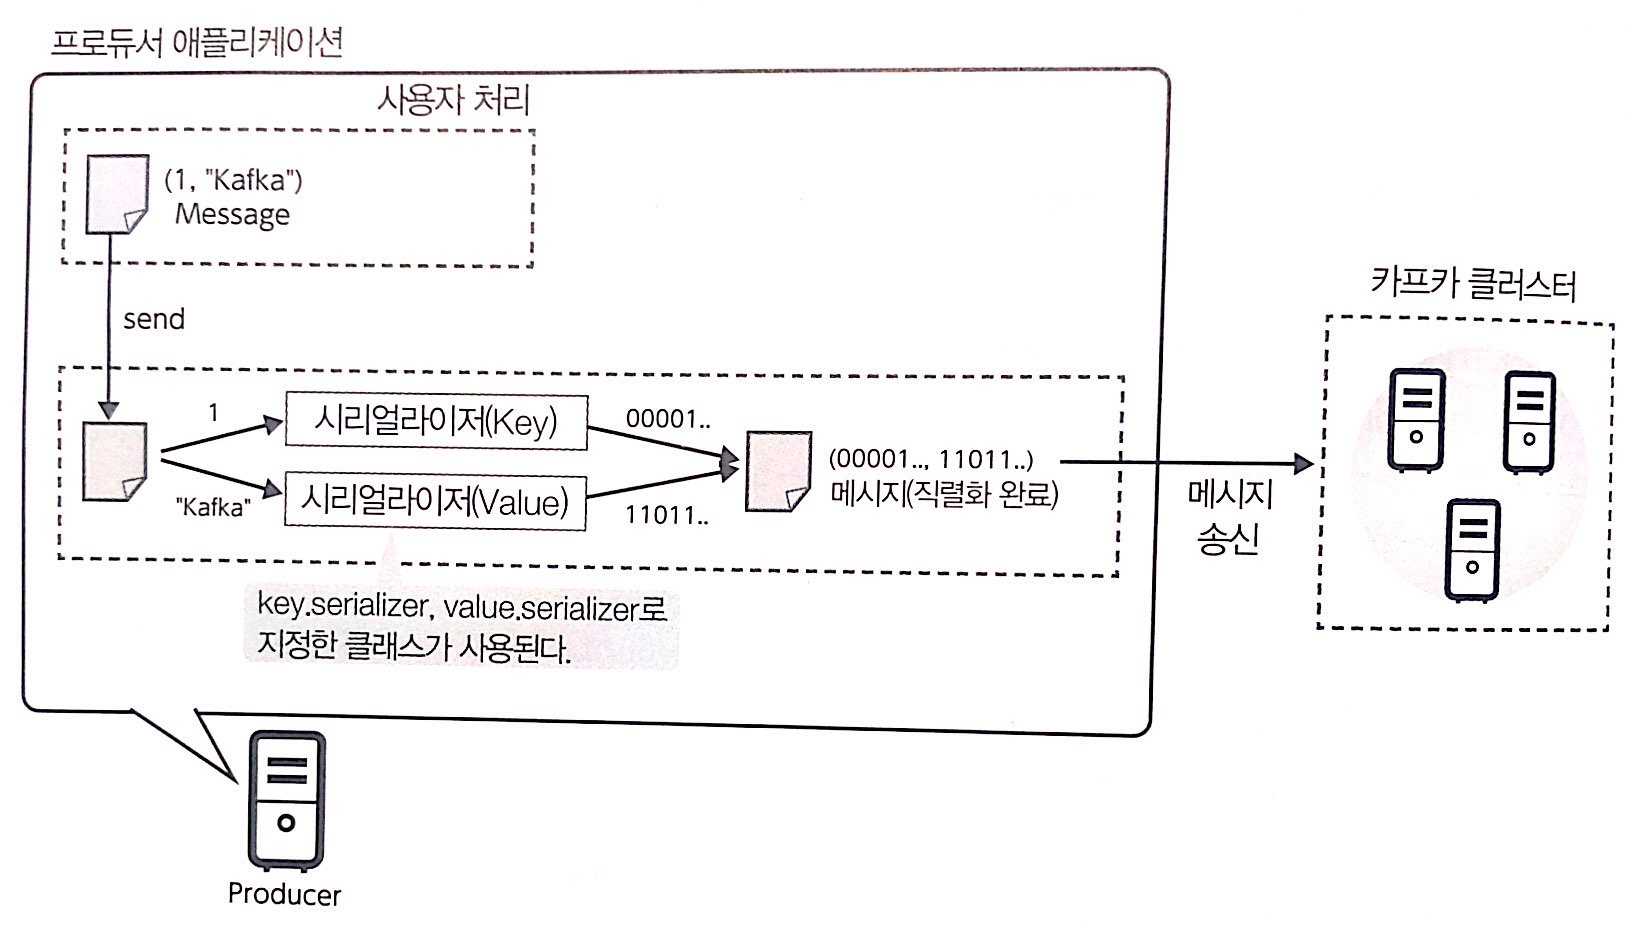 프로듀서 애플리케이션
사용자 처리
(1, "Kafka")
Message
send
1
"Kafka"
시리얼라이저(Key)
시리얼라이저(Value)
00001..
11011..
(00001.., 11011..)
메시지(직렬화 완료)
key.serializer, value.serializer로
지정한 클래스가 사용된다.
메시지
송신
카프카 클러스터
Producer